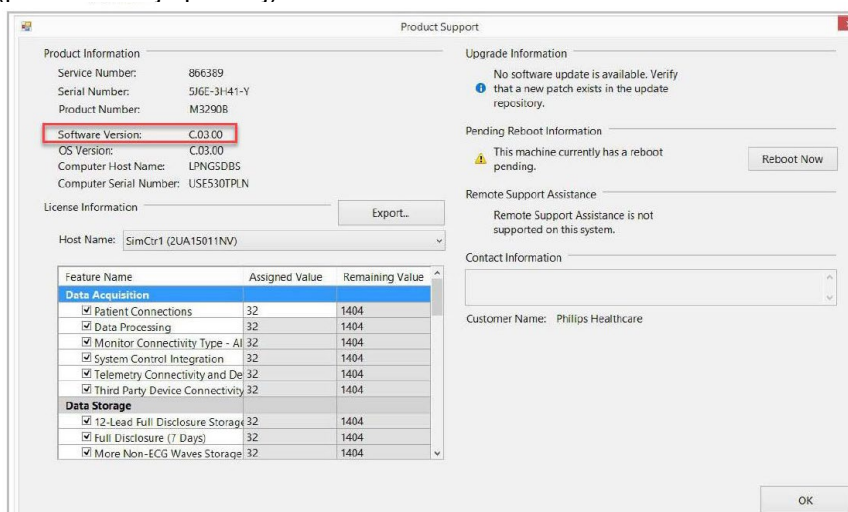 Product Support
Product Information
Service Number: 866389
Serial Number: 5J6E-3H41-Y
Product Number: M3290B
Software Version: C.03.00
OS Version: C.03.00
Computer Host Name: LPNGSDBS
Computer Serial Number: USE530TPLN
License Information
Export...
Host Name: SimCtr1 (2UA15011NV)
Feature Name Assigned Value Remaining Value
Data Acquisition
Patient Connections 32 1404
Data Processing 32 1404
Monitor Connectivity Type - Al 32 1404
System Control Integration 32 1404
Telemetry Connectivity and De 32 1404
Third Party Device Connectivity 32 1404
Data Storage
12-Lead Full Disclosure Storage 32 1404
Full Disclosure (7 Days) 32 1404
More Non-ECG Waves Storage 32 1404
Upgrade Information
No software update is available. Verify
that a new patch exists in the update
repository.
Pending Reboot Information
This machine currently has a reboot
pending.
Reboot Now
Remote Support Assistance
Remote Support Assistance is not
supported on this system.
Contact Information
Customer Name: Philips Healthcare
OK